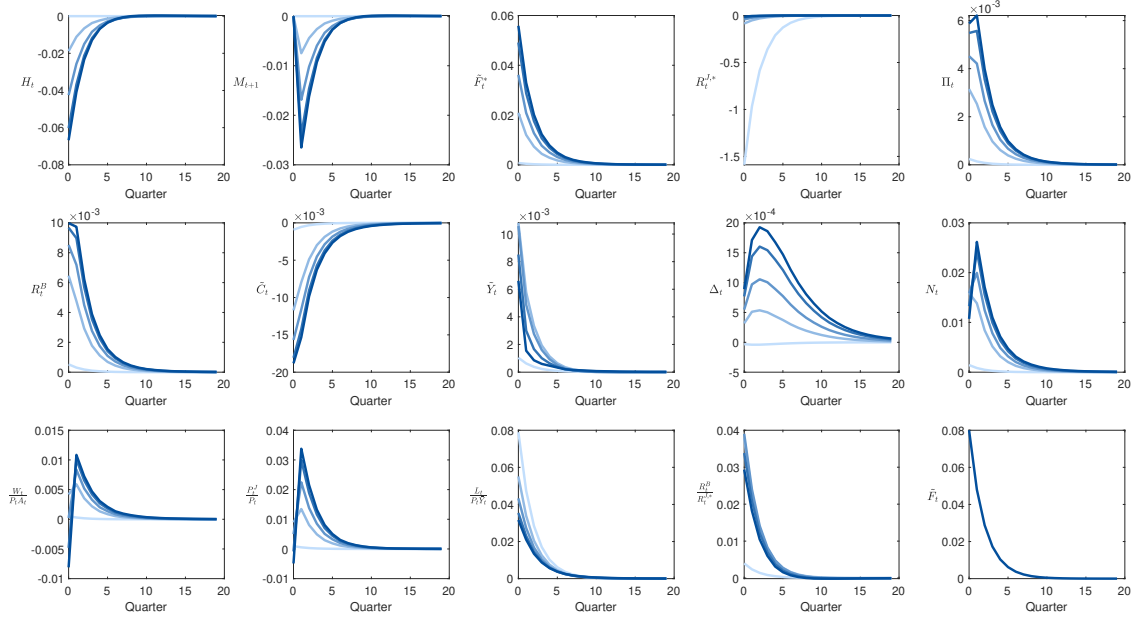 H_t
0
-0.02
-0.04
-0.06
-0.08
0 5 10 15 20
Quarter
M_{t+1}
0
-0.01
-0.02
-0.03
0 5 10 15 20
Quarter
\tilde{F}_t^*
0.06
0.04
0.02
0
0 5 10 15 20
Quarter
R_t^{J,*}
0
-0.5
-1
-1.5
0 5 10 15 20
Quarter
×10^{-3}
Π_t
6
4
2
0
0 5 10 15 20
Quarter
×10^{-3}
R_t^B
10
8
6
4
2
0
0 5 10 15 20
Quarter
×10^{-3}
\tilde{C}_t
0
-5
-10
-15
-20
0 5 10 15 20
Quarter
×10^{-3}
\tilde{Y}_t
10
8
6
4
2
0
0 5 10 15 20
Quarter
×10^{-4}
Δ_t
20
15
10
5
0
-5
0 5 10 15 20
Quarter
N_t
0.03
0.02
0.01
0
0 5 10 15 20
Quarter
\frac{W_t}{P_t A_t}
0.015
0.01
0.005
0
-0.005
-0.01
0 5 10 15 20
Quarter
\frac{P_t^J}{P_t}
0.04
0.03
0.02
0.01
0
-0.01
0 5 10 15 20
Quarter
\frac{L_t}{P_t Y_t}
0.08
0.06
0.04
0.02
0
0 5 10 15 20
Quarter
\frac{R_t^B}{R_t^{J,*}}
0.04
0.03
0.02
0.01
0
0 5 10 15 20
Quarter
\tilde{F}_t
0.08
0.06
0.04
0.02
0
0 5 10 15 20
Quarter